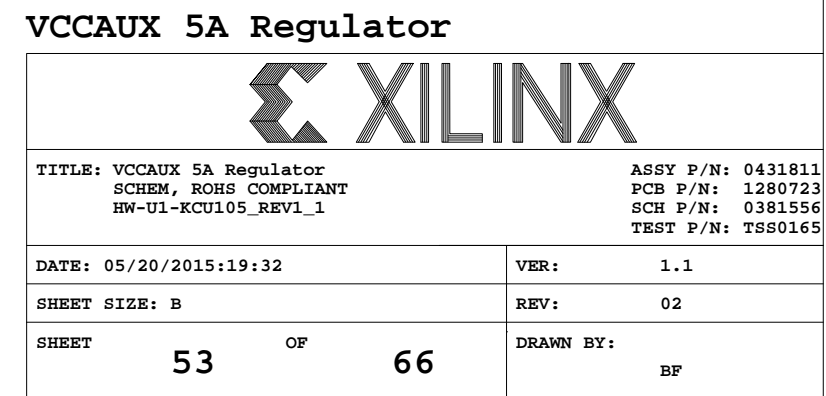 VCCAUX 5A Regulator
XILINX
TITLE: VCCAUX 5A Regulator
SCHEM, ROHS COMPLIANT
HW-U1-KCU105_REV1_1
ASSY P/N: 0431811
PCB P/N: 1280723
SCH P/N: 0381556
TEST P/N: TSS0165
DATE: 05/20/2015:19:32
VER: 1.1
SHEET SIZE: B
REV: 02
SHEET 53 OF 66
DRAWN BY:
BF